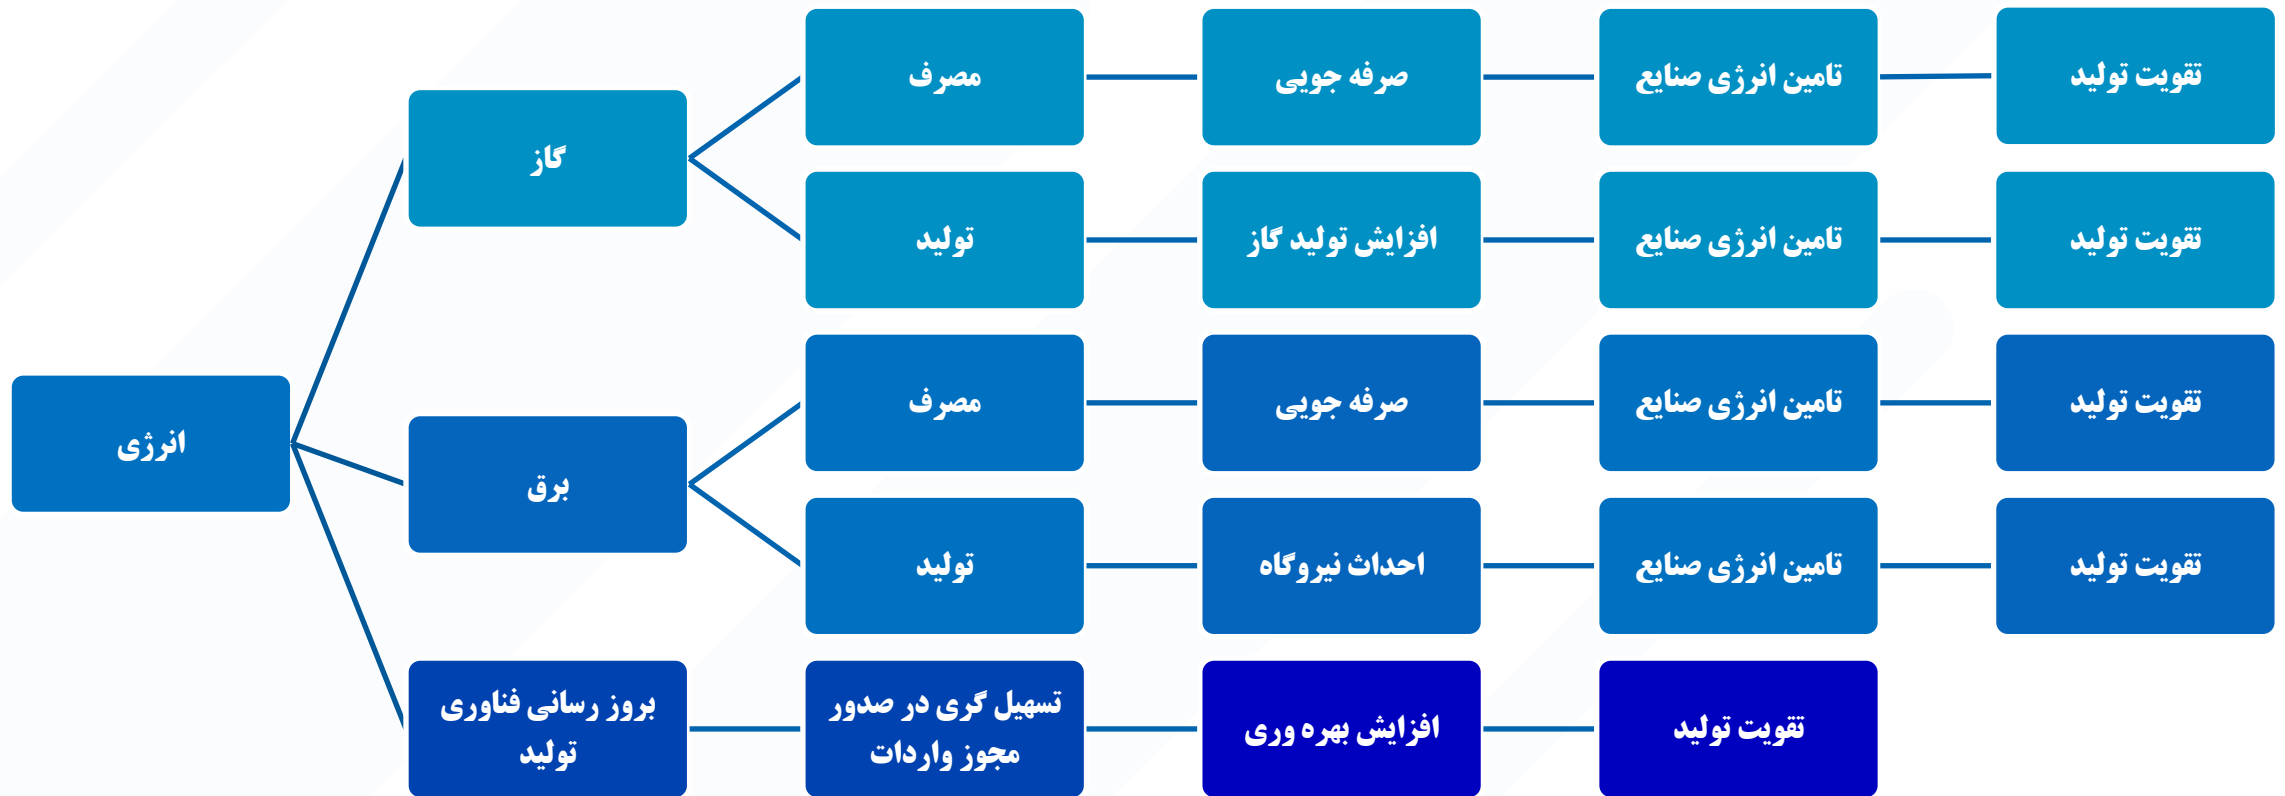 انرژی
گاز
مصرف
صرفه جویی
تامین انرژی صنایع
تقویت تولید
تولید
افزایش تولید گاز
تامین انرژی صنایع
تقویت تولید
برق
مصرف
صرفه جویی
تامین انرژی صنایع
تقویت تولید
تولید
احداث نیروگاه
تامین انرژی صنایع
تقویت تولید
بروز رسانی فناوری
تولید
تسهیل گری در صدور
مجوز واردات
افزایش بهره وری
تقویت تولید